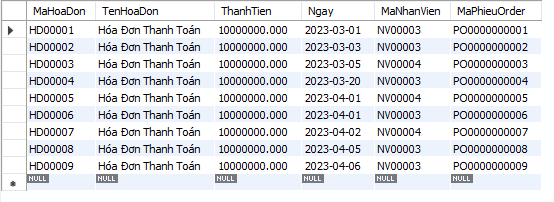 MaHoaDon TenHoaDon ThanhTien Ngay MaNhanVien MaPhieuOrder
HD00001 Hóa Đơn Thanh Toán 10000000.000 2023-03-01 NV00003 PO0000000001
HD00002 Hóa Đơn Thanh Toán 10000000.000 2023-03-03 NV00003 PO0000000002
HD00003 Hóa Đơn Thanh Toán 10000000.000 2023-03-05 NV00004 PO0000000003
HD00004 Hóa Đơn Thanh Toán 10000000.000 2023-03-20 NV00003 PO0000000004
HD00005 Hóa Đơn Thanh Toán 10000000.000 2023-04-01 NV00004 PO0000000005
HD00006 Hóa Đơn Thanh Toán 10000000.000 2023-04-01 NV00003 PO0000000006
HD00007 Hóa Đơn Thanh Toán 10000000.000 2023-04-02 NV00004 PO0000000007
HD00008 Hóa Đơn Thanh Toán 10000000.000 2023-04-05 NV00003 PO0000000008
HD00009 Hóa Đơn Thanh Toán 10000000.000 2023-04-06 NV00003 PO0000000009
NULL NULL NULL NULL NULL NULL